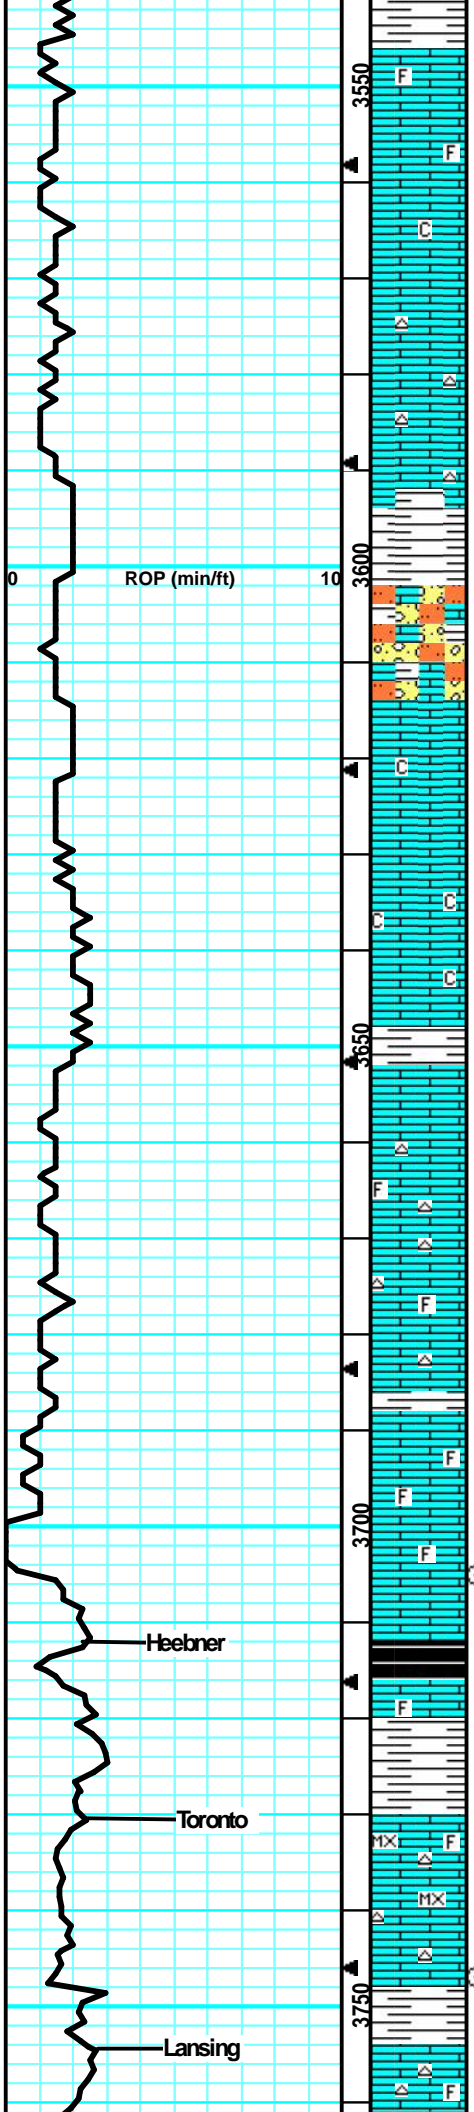 3550
F
F
C
3600
0 ROP (min/ft) 10
C
C
C
C
3650
F
F
F
F
3700
F
Heebner
F
Toronto
MX F
MX
3750
Lansing
F